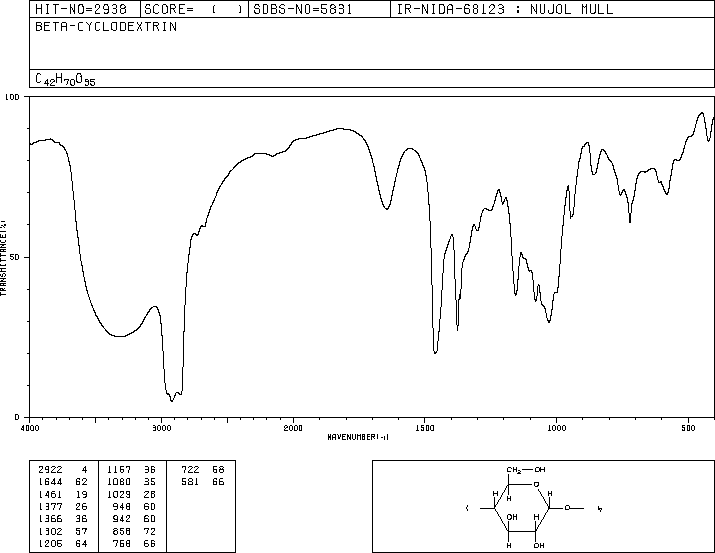 HIT-NO=2938 SCORE= ( ) SDBS-NO=5831 IR-NIDA-68123 : NUJOL MULL
BETA-CYCLODEXTRIN
C42H70O35
100
50
0
TRANSMITTANCE(%)
4000 3000 2000 1500 1000 500
WAVENUMBER(-1)
2922 4 1157 36 722 58
1644 62 1080 35 581 66
1461 19 1029 28
1377 26 948 60
1366 36 942 60
1302 57 858 72
1206 64 758 66
CH2 OH
H O H
H
( O
OH H
H
H OH